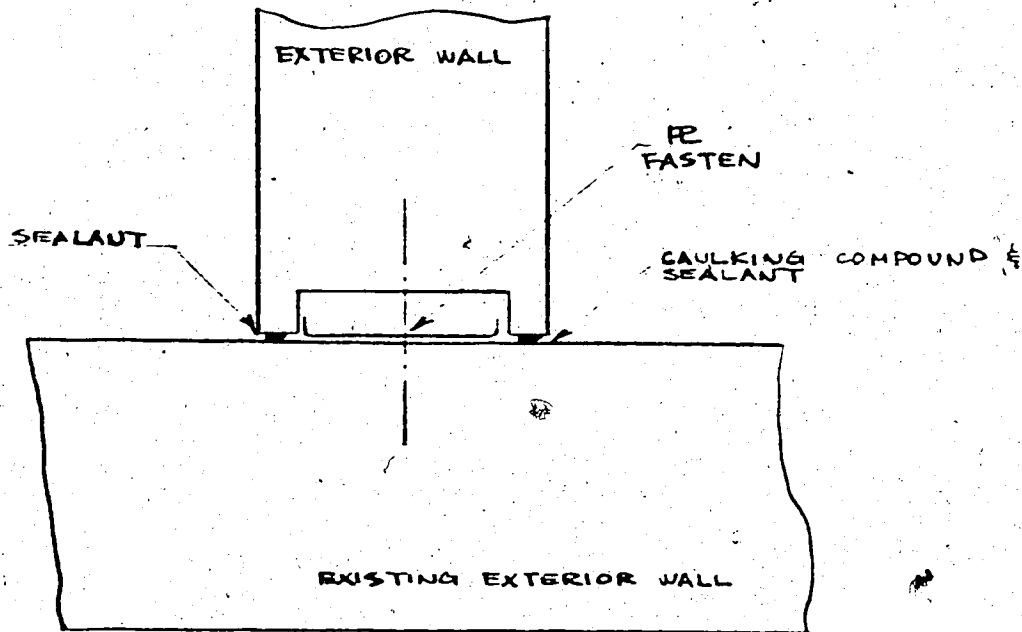 EXTERIOR WALL
FASTEN
SEALANT
CAULKING COMPOUND &
SEALANT
EXISTING EXTERIOR WALL